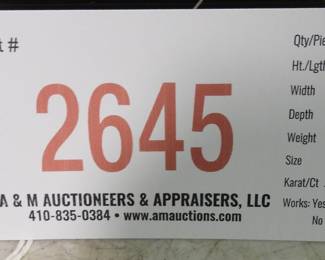 t #
2645
A & M AUCTIONEERS & APPRAISERS, LLC
410-835-0384 • www.amauctions.com
Qty/Pie
Ht./Lgth
Width
Depth
Weight
Size
Karat/Ct
Works: Yes
No